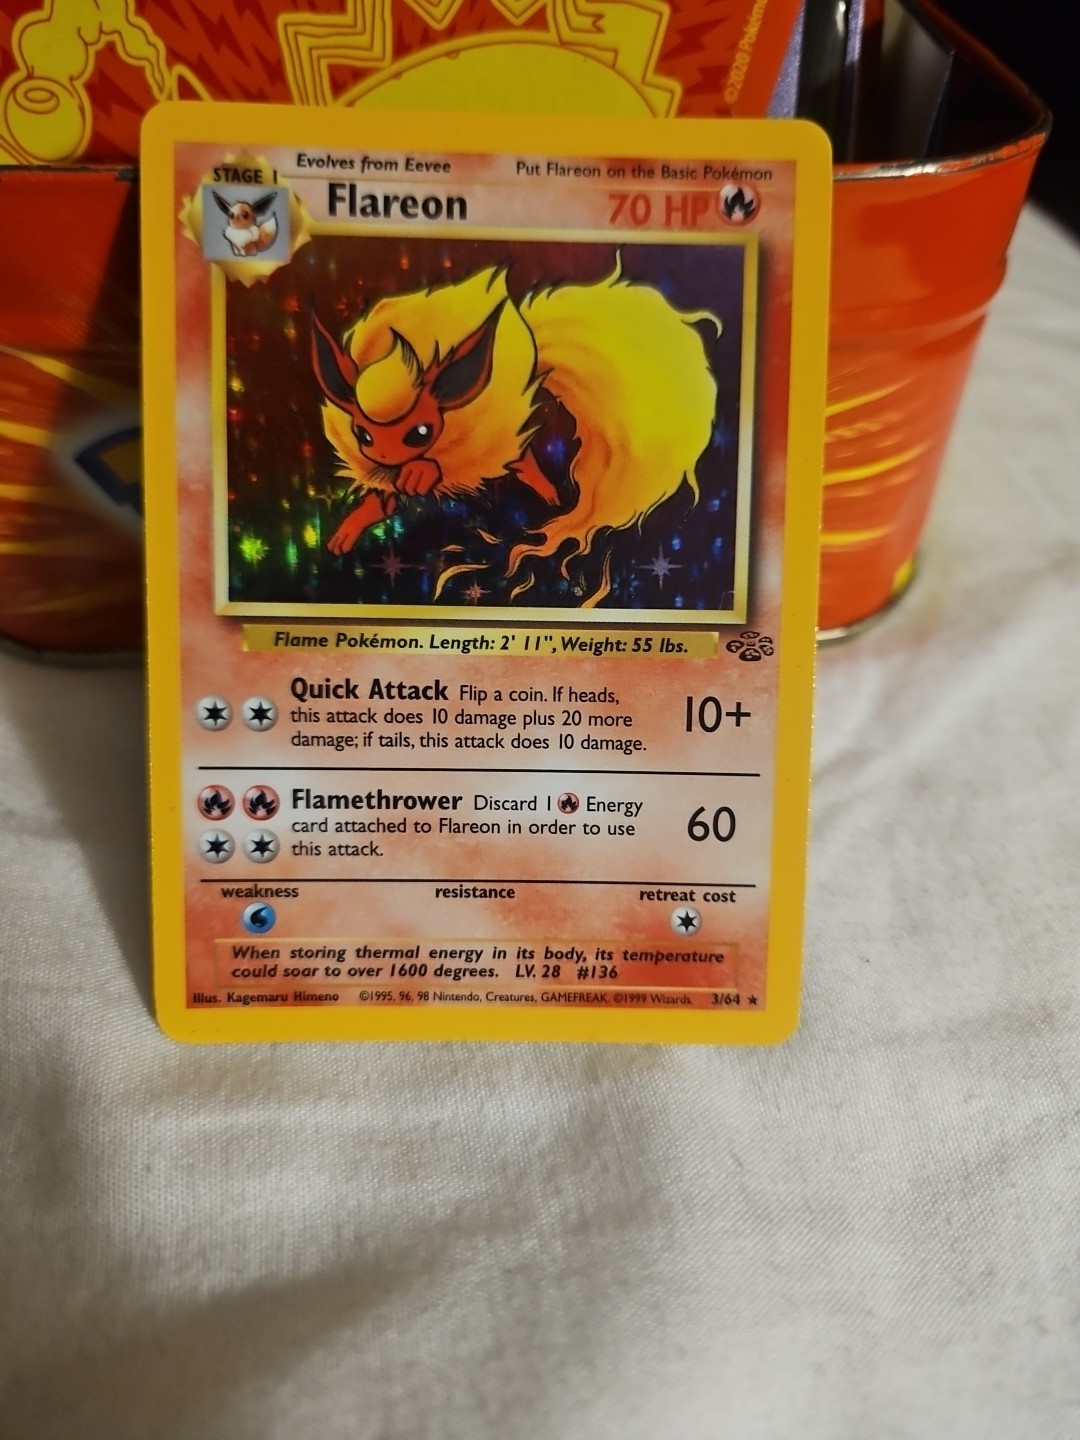 ©2020 Pokémon
Evolves from Eevee
Put Flareon on the Basic Pokémon
STAGE 1
Flareon
70 HP
Flame Pokémon. Length: 2' 11", Weight: 55 lbs.
Quick Attack Flip a coin. If heads,
this attack does 10 damage plus 20 more
damage; if tails, this attack does 10 damage.
10+
Flamethrower Discard 1 Energy
card attached to Flareon in order to use
this attack.
60
weakness
resistance
retreat cost
When storing thermal energy in its body, its temperature
could soar to over 1600 degrees. LV. 28 #136
Illus. Kagemaru Himeno ©1995, 96, 98 Nintendo, Creatures, GAMEFREAK. ©1999 Wizards. 3/64 ★